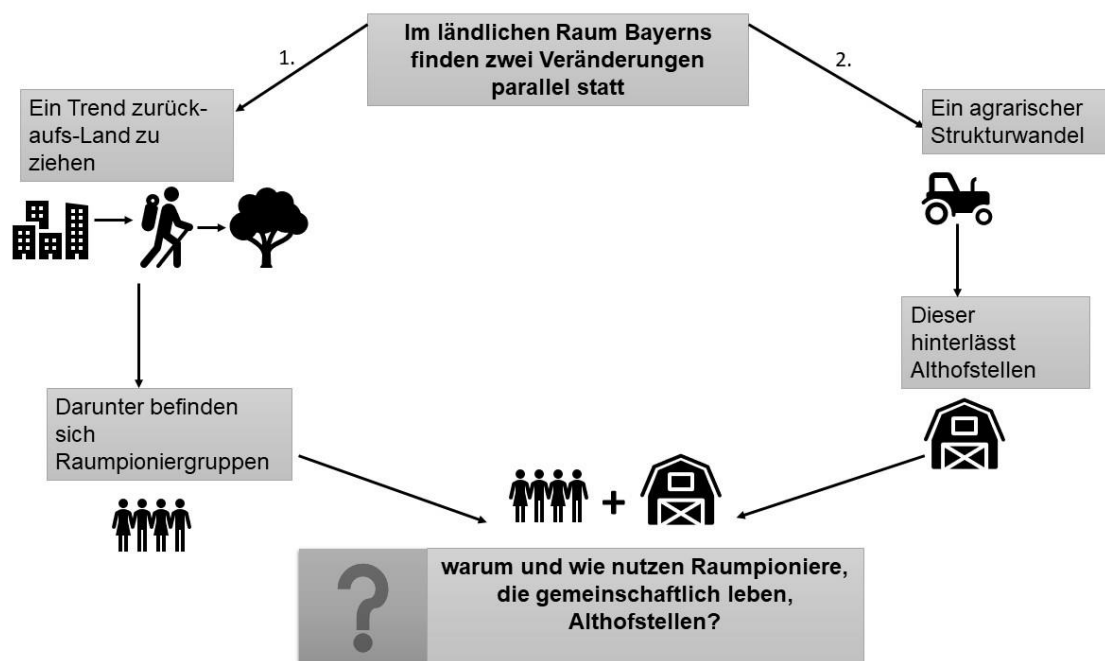 Im ländlichen Raum Bayerns
finden zwei Veränderungen
parallel statt
1.
2.
Ein Trend zurück-
aufs-Land zu
ziehen
Ein agrarischer
Strukturwandel
Dieser
hinterlässt
Althofstellen
Darunter befinden
sich
Raumpioniergruppen
+
?
warum und wie nutzen Raumpioniere,
die gemeinschaftlich leben,
Althofstellen?